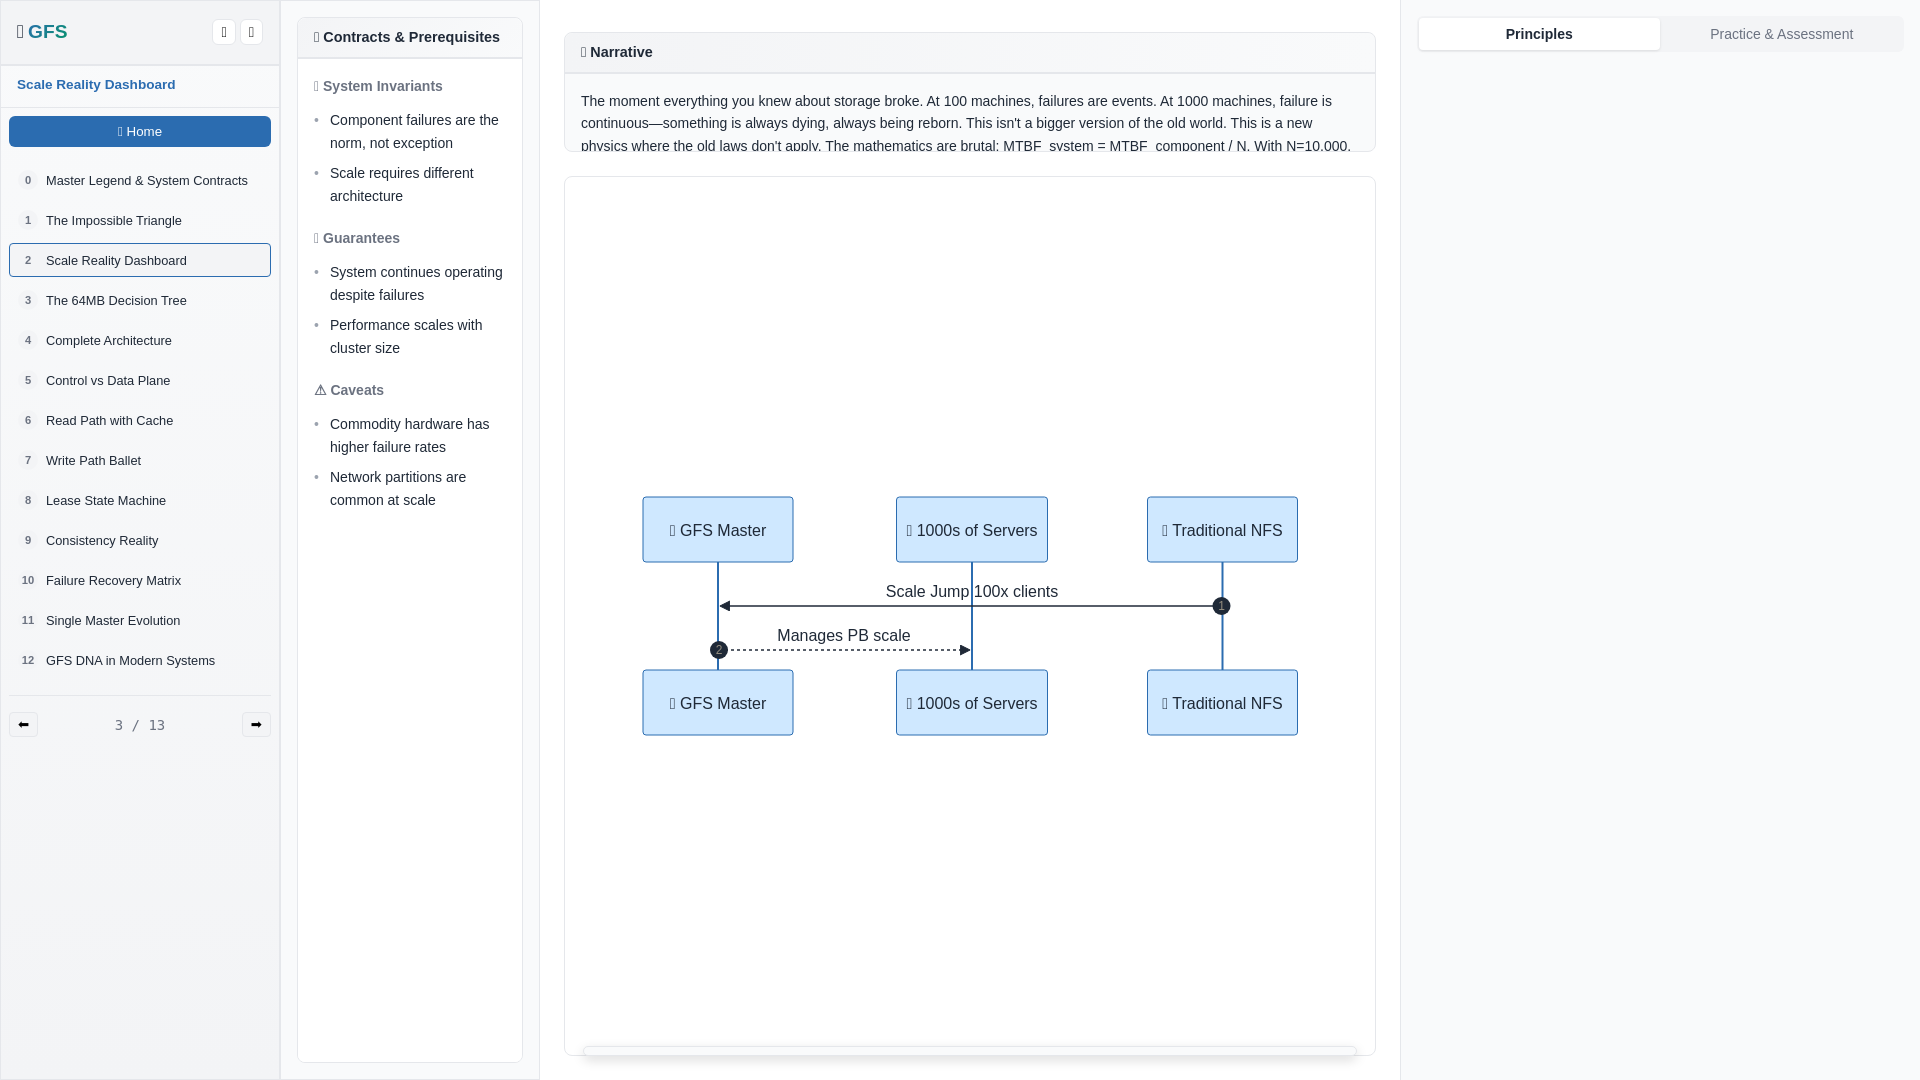 GFS
Scale Reality Dashboard
Home
0 Master Legend & System Contracts
1 The Impossible Triangle
2 Scale Reality Dashboard
3 The 64MB Decision Tree
4 Complete Architecture
5 Control vs Data Plane
6 Read Path with Cache
7 Write Path Ballet
8 Lease State Machine
9 Consistency Reality
10 Failure Recovery Matrix
11 Single Master Evolution
12 GFS DNA in Modern Systems
3 / 13
Contracts & Prerequisites
System Invariants
• Component failures are the
norm, not exception
• Scale requires different
architecture
Guarantees
• System continues operating
despite failures
• Performance scales with
cluster size
⚠ Caveats
• Commodity hardware has
higher failure rates
• Network partitions are
common at scale
Narrative
The moment everything you knew about storage broke. At 100 machines, failures are events. At 1000 machines, failure is
continuous—something is always dying, always being reborn. This isn't a bigger version of the old world. This is a new
physics where the old laws don't apply. The mathematics are brutal: MTBF_system = MTBF_component / N. With N=10,000,
GFS Master
1000s of Servers
Traditional NFS
Scale Jump 100x clients
1
Manages PB scale
2
GFS Master
1000s of Servers
Traditional NFS
Principles
Practice & Assessment